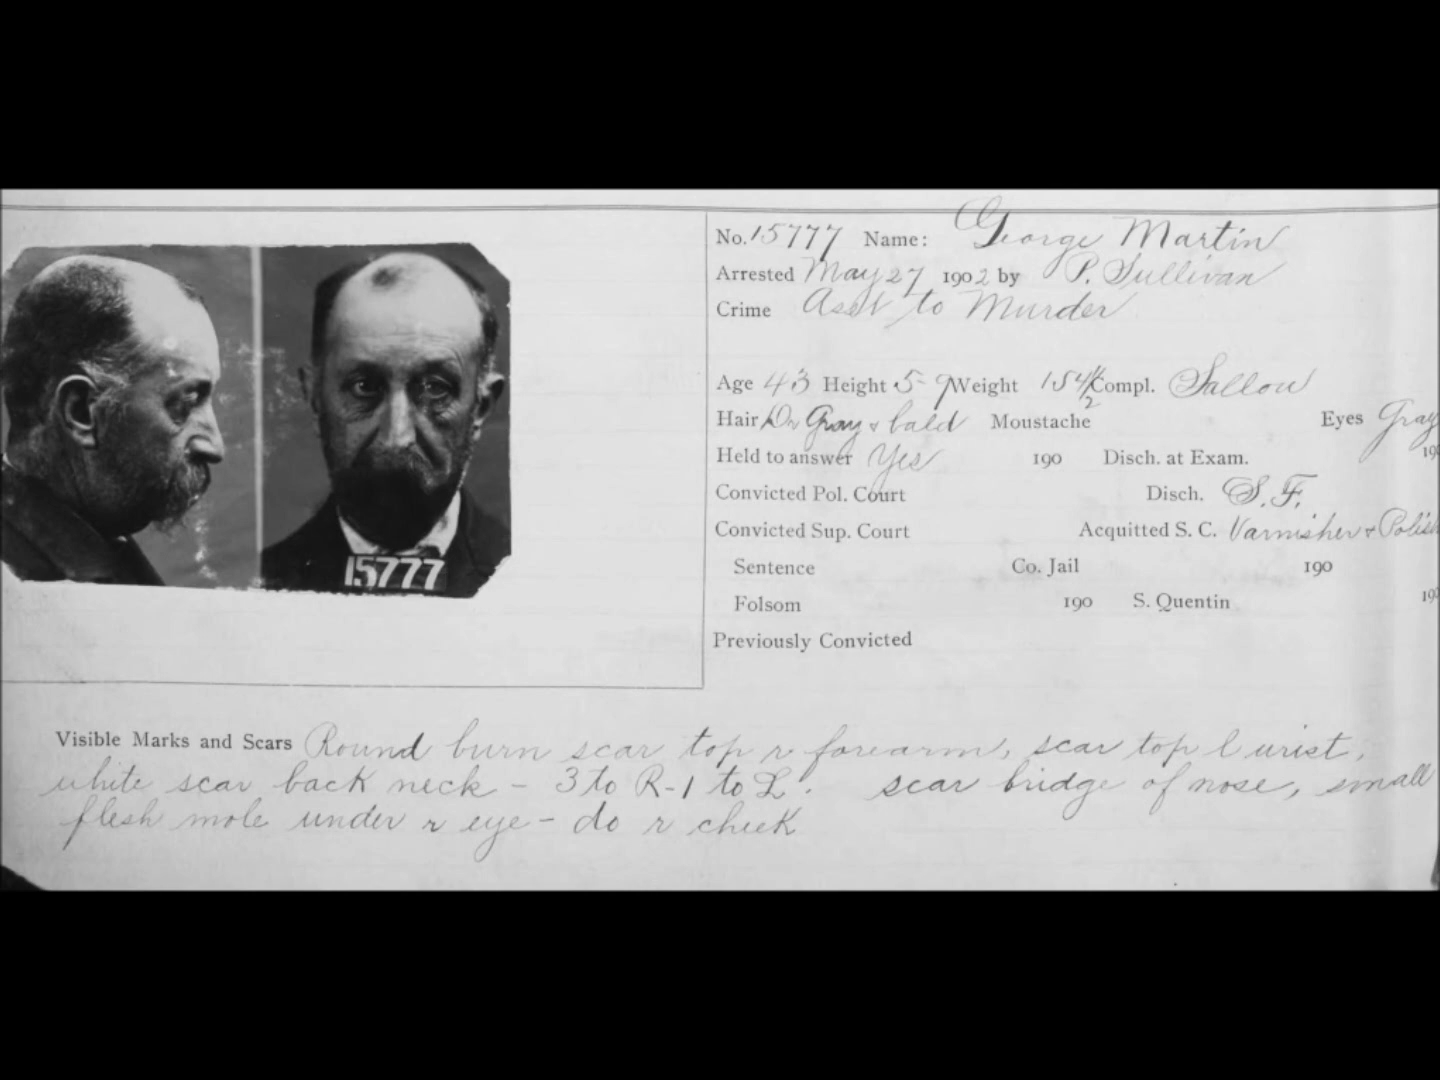 No. 15777 Name: George Martin
Arrested May 27 1902 by P. Sullivan
Crime Aslt to Murder
Age 43 Height 5-9 Weight 154½ Compl. Sallow
Hair Dr Gray & bald Moustache Eyes Gray
Held to answer Yes 190 Disch. at Exam. 190
Convicted Pol. Court Disch. S.F.
Convicted Sup. Court Acquitted S. C. Varnisher & Polish
Sentence Co. Jail 190
Folsom 190 S. Quentin 190
Previously Convicted
15777
Visible Marks and Scars Round burn scar top r forearm, scar top l wrist,
white scar back neck - 3 to R - 1 to L. scar bridge of nose, small
flesh mole under r eye - do r cheek